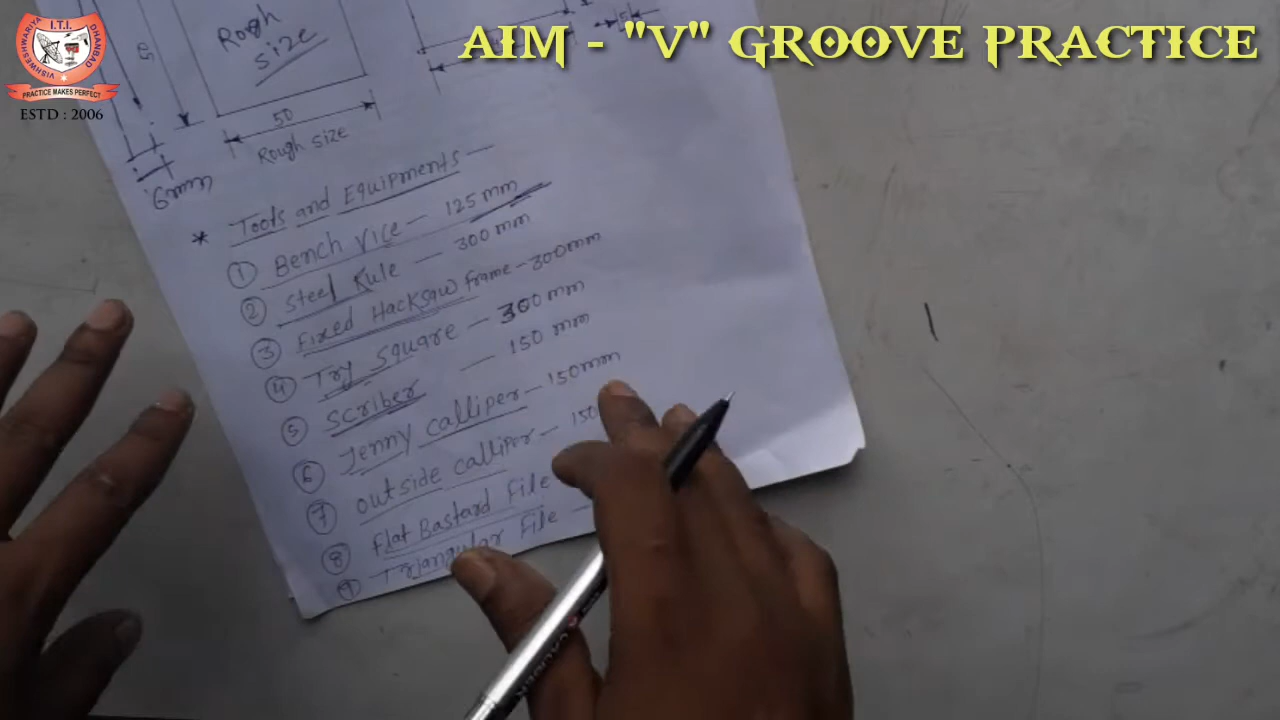 I.T.I.
VISHWESHWARIYA DHANBAD
PRACTICE MAKES PERFECT
ESTD : 2006
AIM - "V" GROOVE PRACTICE
Rough
size
50
Rough size
* Tools and Equipments —
① Bench Vice — 125 mm
② Steel Rule — 300 mm
③ Fixed Hacksaw frame - 300mm
④ Try Square — 300 mm
⑤ Scriber — 150 mm
⑥ Jenny calliper — 150mm
⑦ outside calliper — 150
⑧ flat Bastard file
⑨ Triangular file —